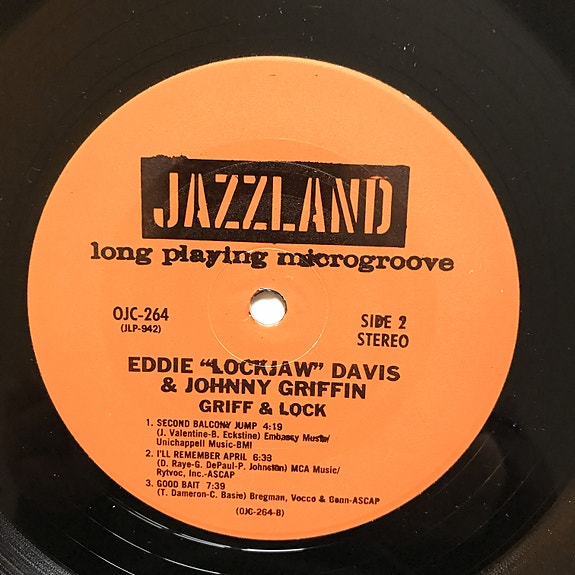 JAZZLAND
long playing microgroove
OJC-264
(JLP-942)
SIDE 2
STEREO
EDDIE "LOCKJAW" DAVIS
& JOHNNY GRIFFIN
GRIFF & LOCK
1. SECOND BALCONY JUMP 4:19
(J. Valentine-B. Eckstine) Embassy Music/
Unichappell Music-BMI
2. I'LL REMEMBER APRIL 6:33
(D. Raye-G. DePaul-P. Johnston) MCA Music/
Rytvoc, Inc.-ASCAP
3. GOOD BAIT 7:39
(T. Dameron-C. Basie) Bregman, Vocco & Conn-ASCAP
(OJC-264-B)